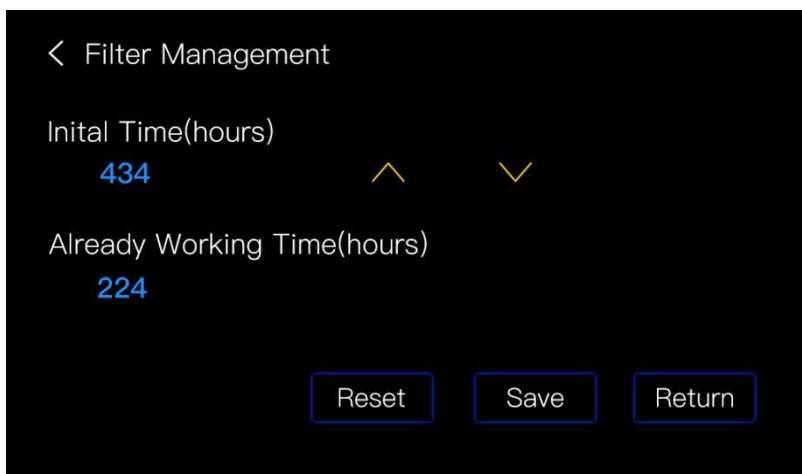 Filter Management
Inital Time(hours)
434
Already Working Time(hours)
224
Reset Save Return